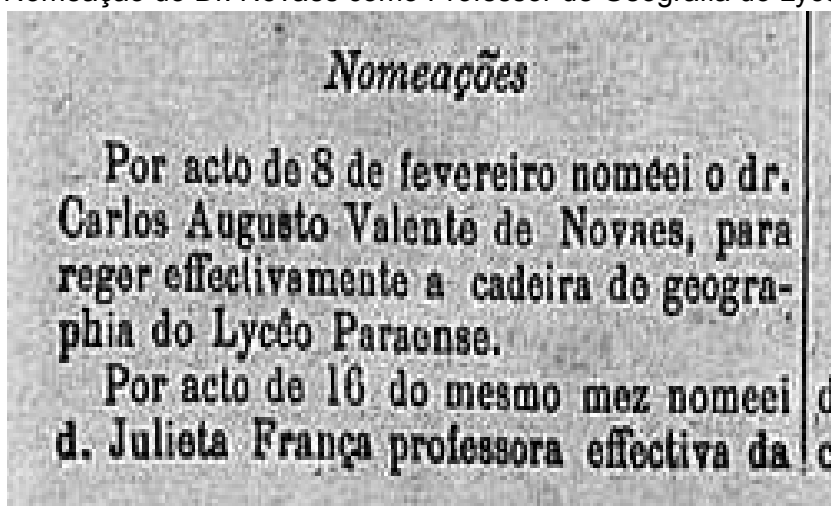 Nomeação do Dr. Novaes como Professor de Geografia do Lyc
Nomeações
Por acto de 8 de fevereiro noméei o dr.
Carlos Augusto Valente de Novaes, para
reger effectivamente a cadeira de geogra-
phia do Lycêo Paraense.
Por acto de 16 do mesmo mez nomeei
d. Julieta França professora effectiva da